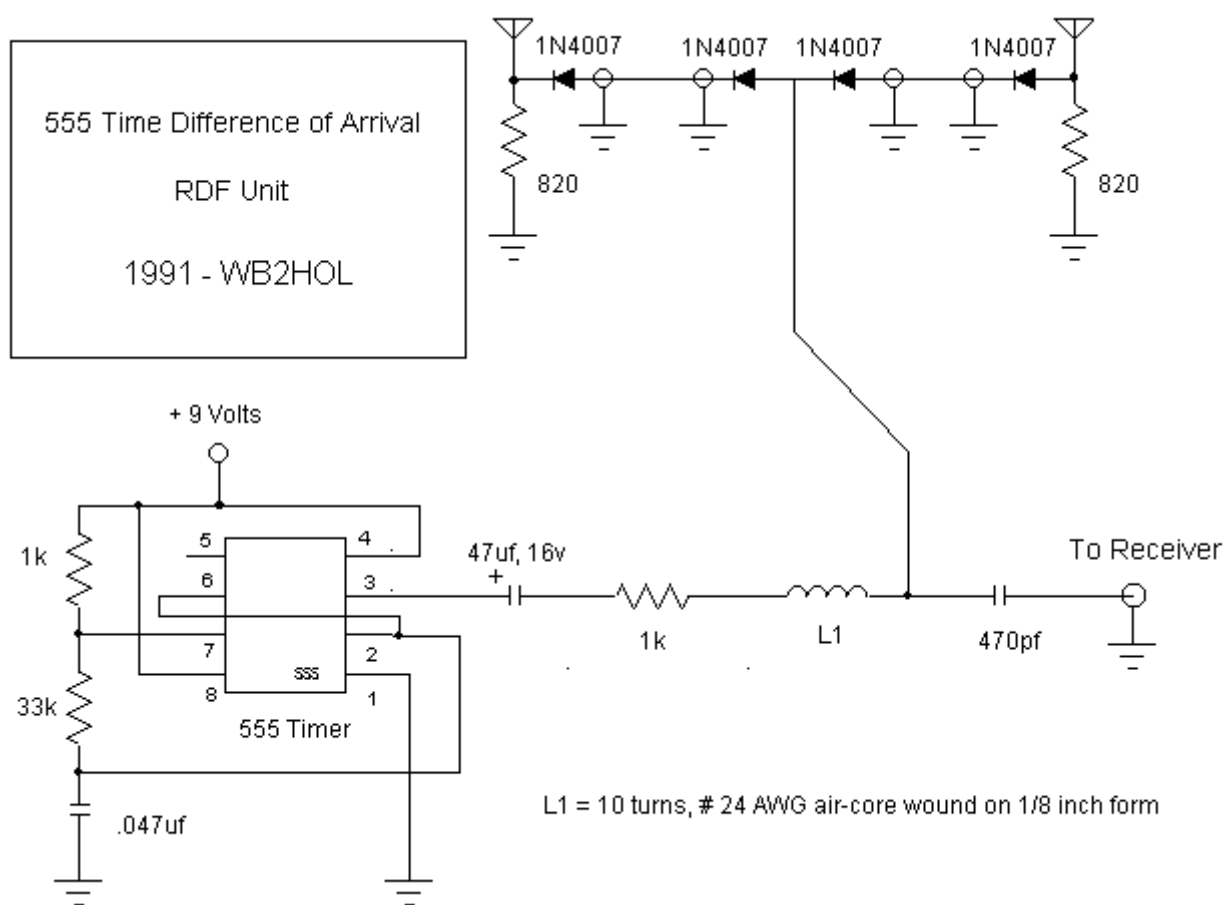 555 Time Difference of Arrival
RDF Unit
1991 - WB2HOL
1N4007
1N4007
1N4007
1N4007
820
820
+ 9 Volts
1k
33k
.047uf
5
6
7
8
4
3
2
1
555
555 Timer
47uf, 16v
+
1k
L1
470pf
To Receiver
L1 = 10 turns, # 24 AWG air-core wound on 1/8 inch form